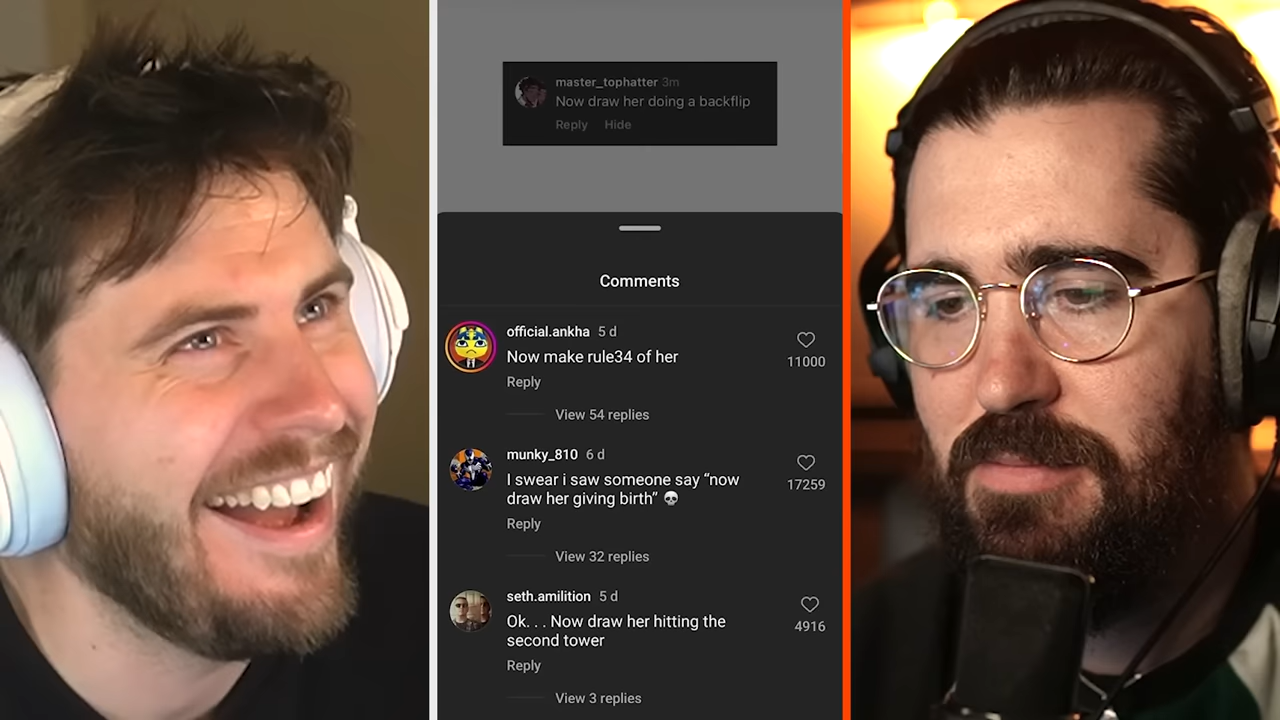 master_tophatter 3m
Now draw her doing a backflip
Reply Hide
Comments
official.ankha 5 d
Now make rule34 of her
11000
Reply
View 54 replies
munky_810 6 d
I swear i saw someone say “now
draw her giving birth” 💀
17259
Reply
View 32 replies
seth.amilition 5 d
Ok. . . Now draw her hitting the
second tower
4916
Reply
View 3 replies